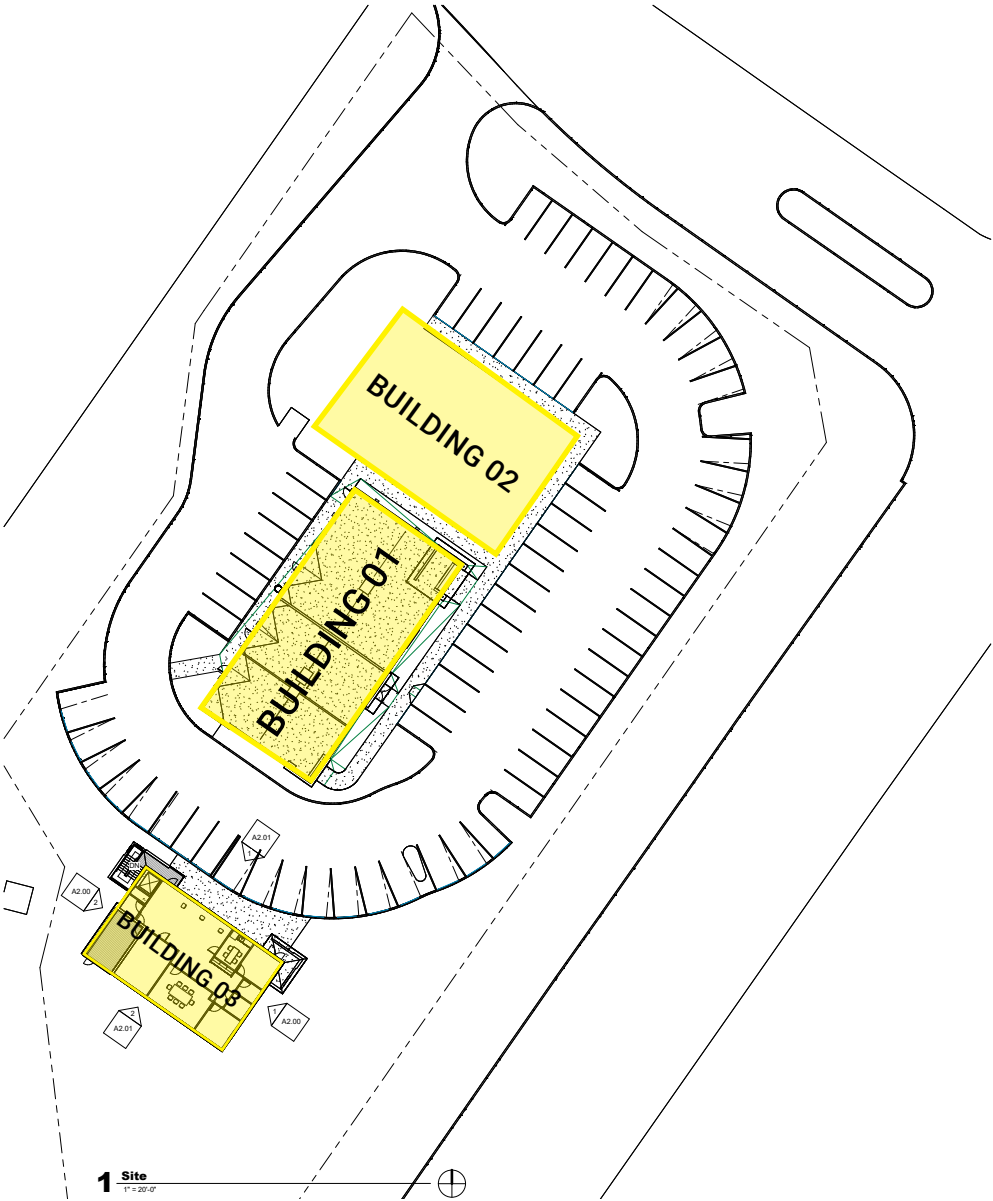 BUILDING 02
BUILDING 01
A2.01
1
DN
A2.00
2
BUILDING 03
2
A2.01
1
A2.00
1 Site
1" = 20'-0"